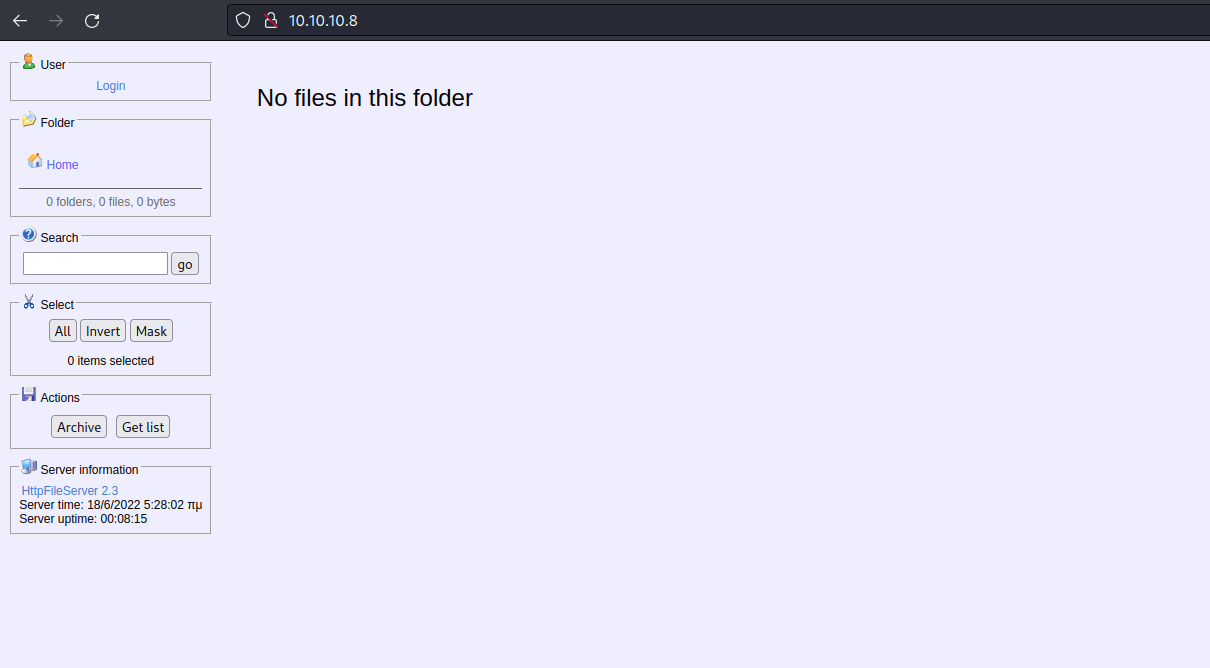 10.10.10.8
User
Login
No files in this folder
Folder
Home
0 folders, 0 files, 0 bytes
Search
go
Select
All Invert Mask
0 items selected
Actions
Archive Get list
Server information
HttpFileServer 2.3
Server time: 18/6/2022 5:28:02 πμ
Server uptime: 00:08:15